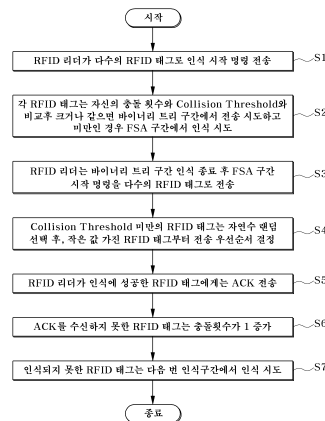 시작
RFID 리더가 다수의 RFID 태그로 인식 시작 명령 전송
S1
각 RFID 태그는 자신의 충돌 횟수와 Collision Threshold와
비교후 크거나 같으면 바이너리 트리 구간에서 전송 시도하고
미만인 경우 FSA 구간에서 인식 시도
S2
RFID 리더는 바이너리 트리 구간 인식 종료 후 FSA 구간
시작 명령을 다수의 RFID 태그로 전송
S3
Collision Threshold 미만의 RFID 태그는 자연수 랜덤
선택 후, 작은 값 가진 RFID 태그부터 전송 우선순서 결정
S4
RFID 리더가 인식에 성공한 RFID 태그에게는 ACK 전송
S5
ACK를 수신하지 못한 RFID 태그는 충돌횟수가 1 증가
S6
인식되지 못한 RFID 태그는 다음 번 인식구간에서 인식 시도
S7
종료